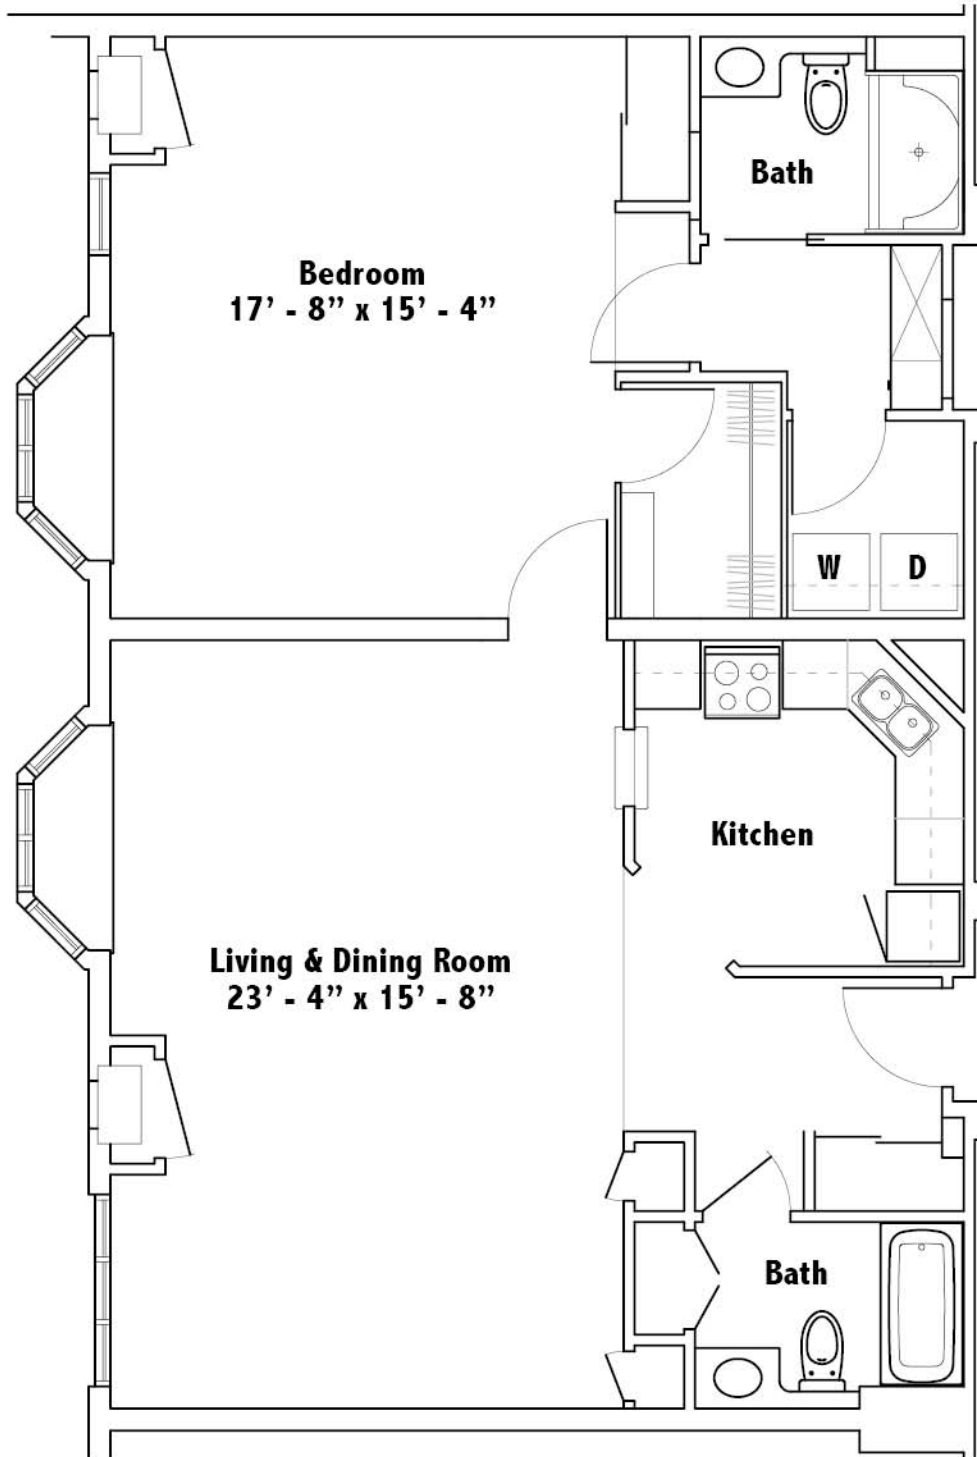 Bath
Bedroom
17’ - 8” x 15’ - 4”
W
D
Kitchen
Living & Dining Room
23’ - 4” x 15’ - 8”
Bath